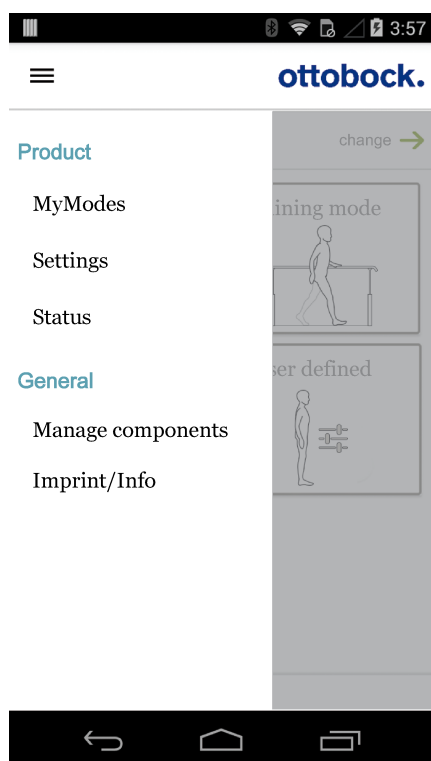 3:57
ottobock.
Product
change
MyModes
ining mode
Settings
Status
ser defined
General
Manage components
Imprint/Info